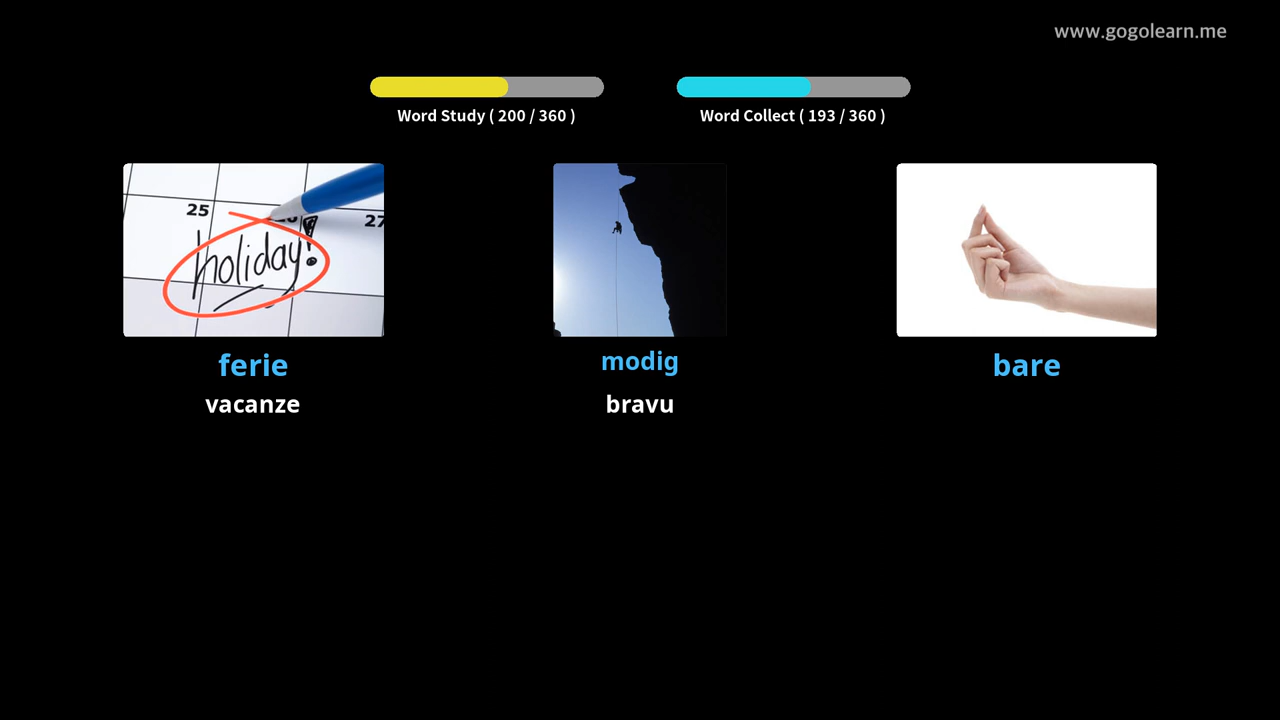 www.gogolearn.me
Word Study ( 200 / 360 )
Word Collect ( 193 / 360 )
25
27
holiday!
ferie
modig
bare
vacanze
bravu